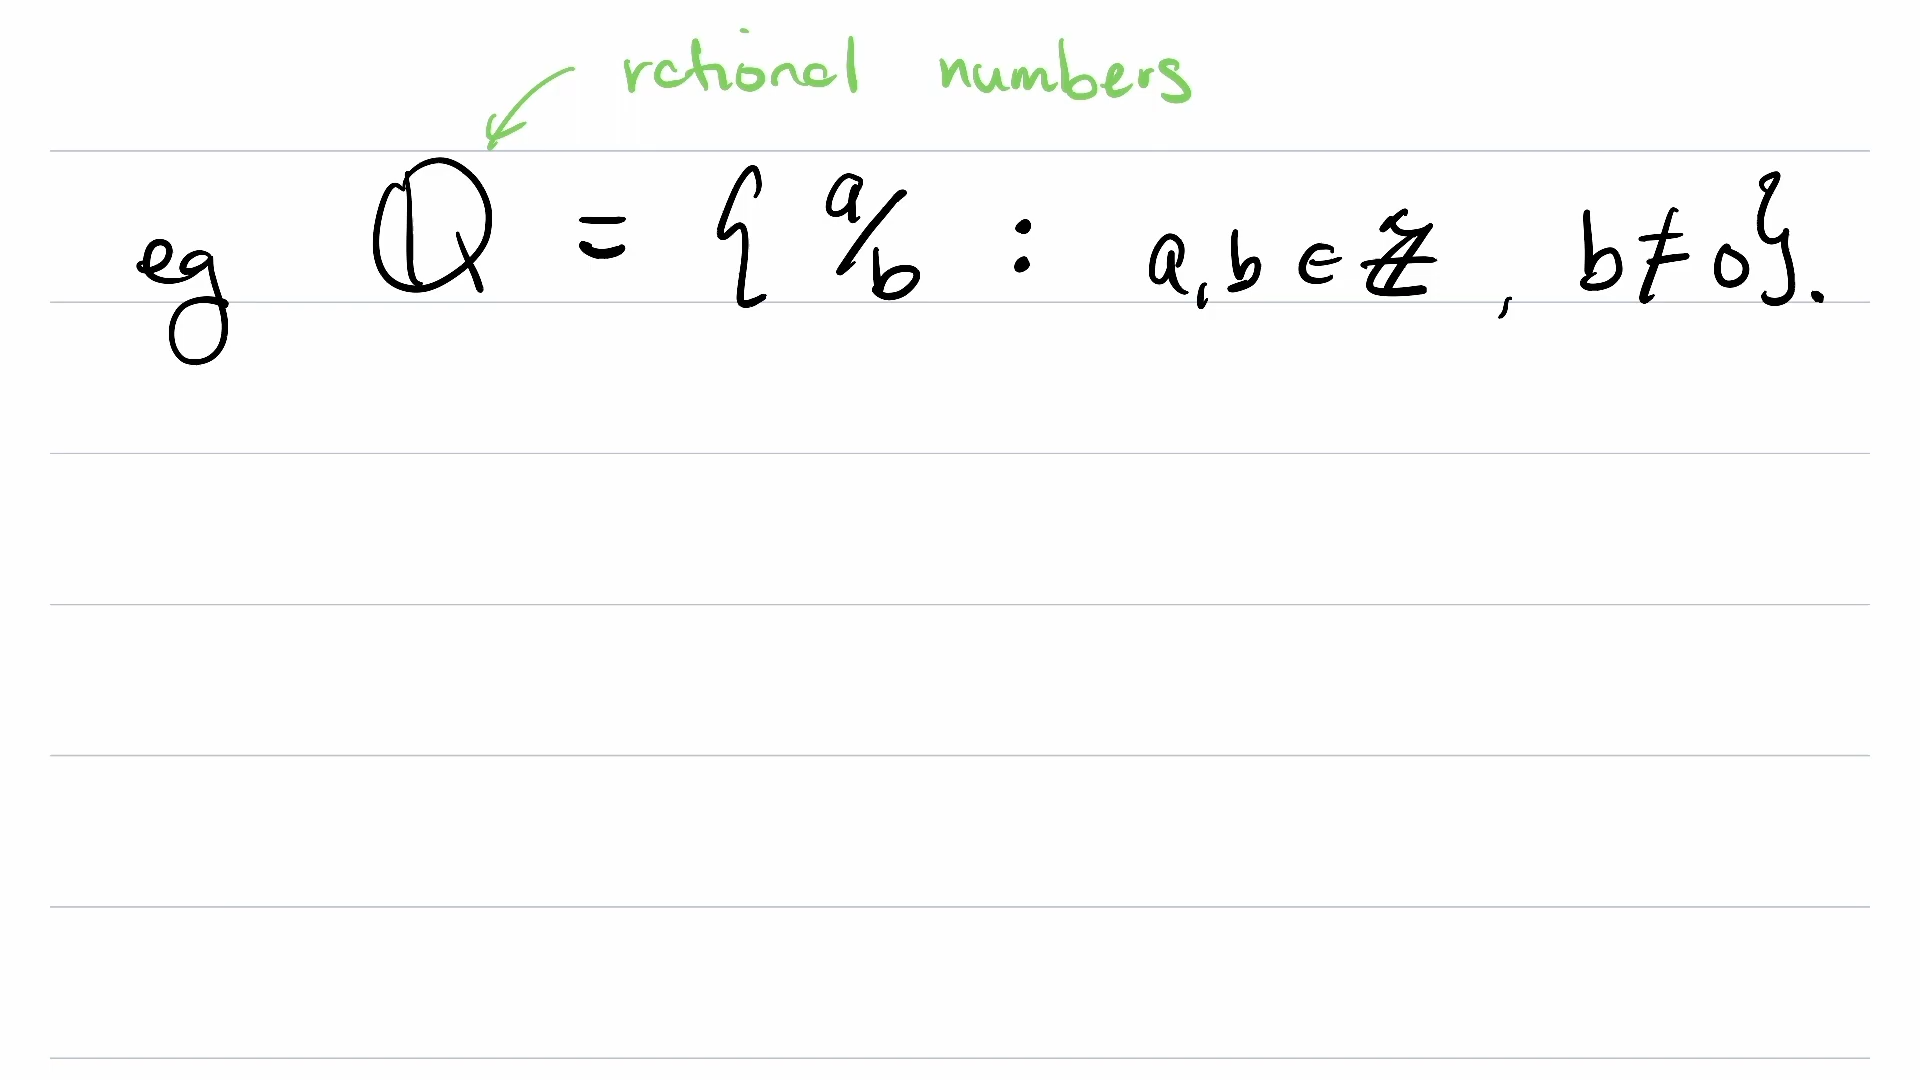 rational numbers
eg ℚ = { a/b : a, b ∈ ℤ, b ≠ 0}.